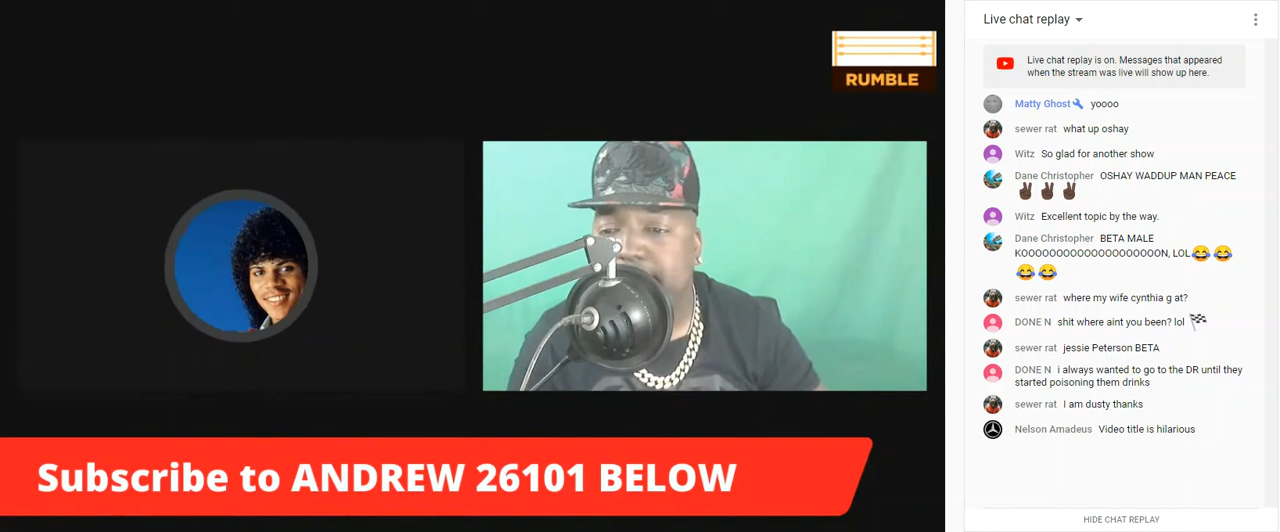 RUMBLE
Subscribe to ANDREW 26101 BELOW
Live chat replay
Live chat replay is on. Messages that appeared
when the stream was live will show up here.
Matty Ghost yoooo
sewer rat what up oshay
Witz So glad for another show
Dane Christopher OSHAY WADDUP MAN PEACE
✌🏿 ✌🏿 ✌🏿
Witz Excellent topic by the way.
Dane Christopher BETA MALE
KOOOOOOOOOOOOOOOOOOOON, LOL😂 😂
😂 😂
sewer rat where my wife cynthia g at?
DONE N shit where aint you been? lol 🏁
sewer rat jessie Peterson BETA
DONE N i always wanted to go to the DR until they
started poisoning them drinks
sewer rat I am dusty thanks
Nelson Amadeus Video title is hilarious
HIDE CHAT REPLAY